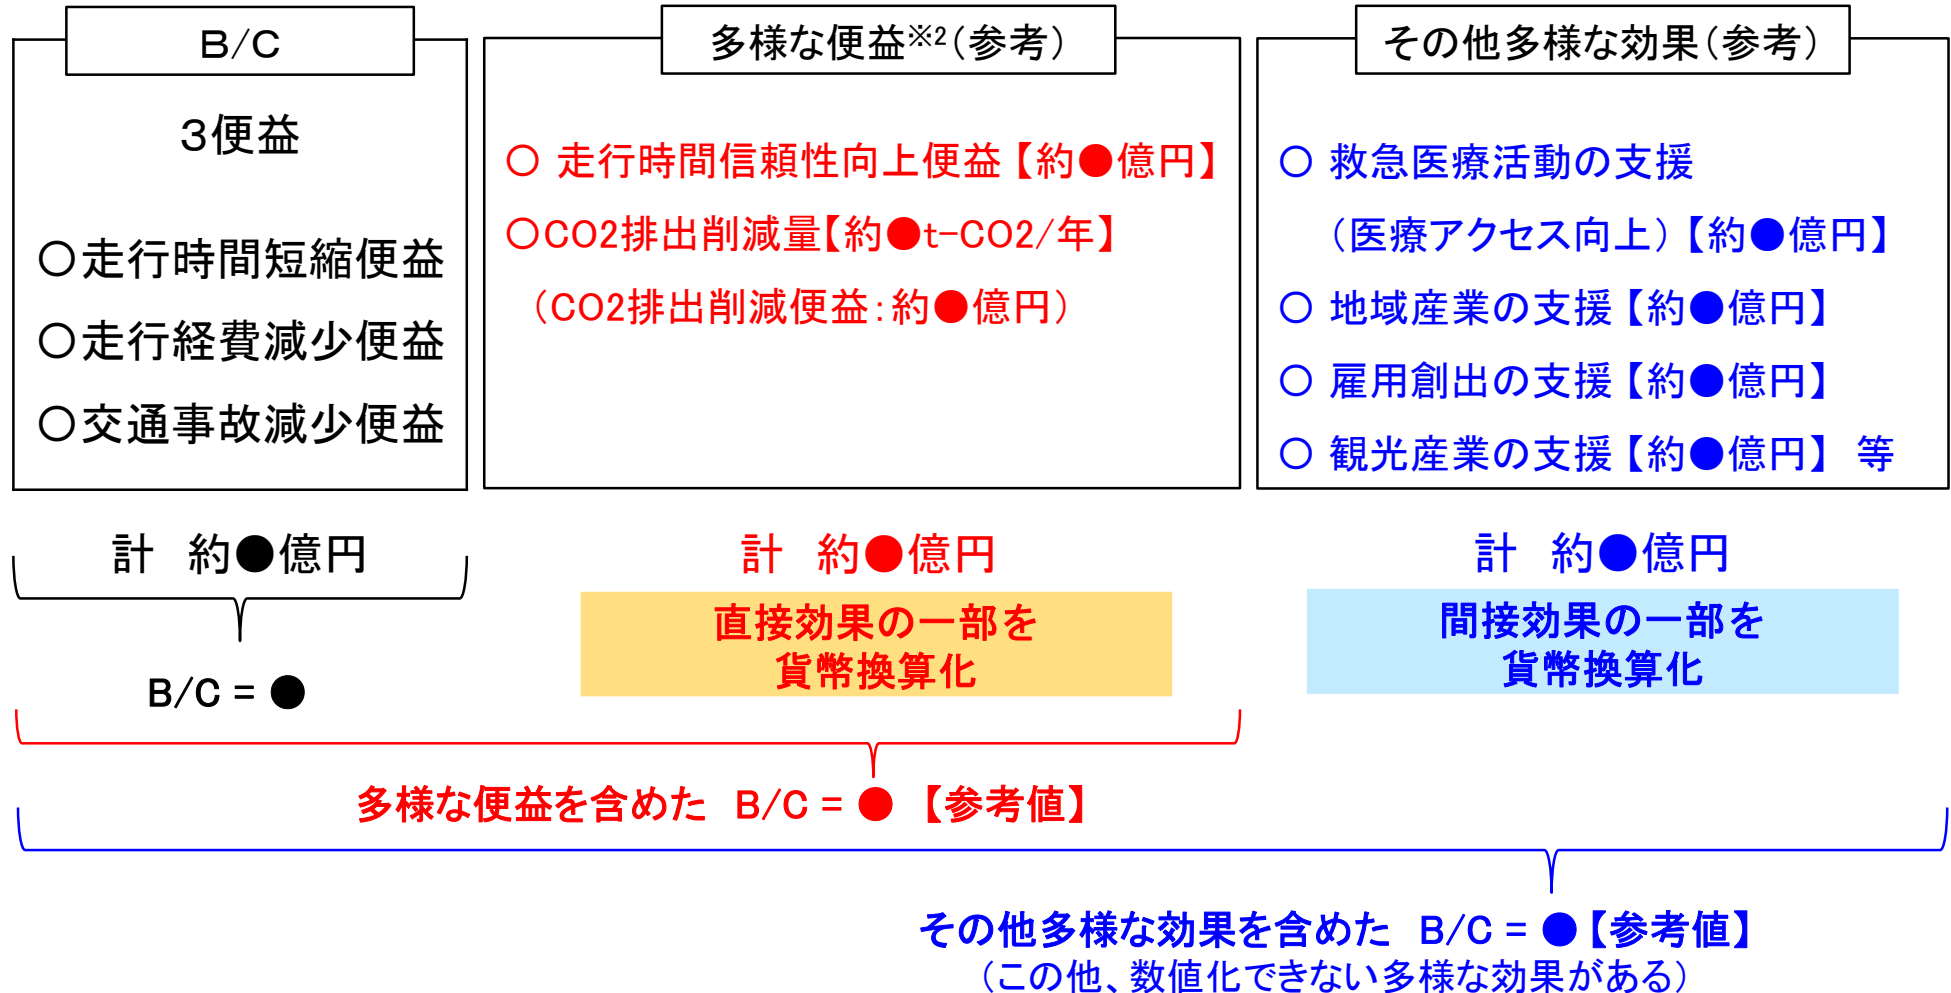 B/C
3便益
〇走行時間短縮便益
〇走行経費減少便益
〇交通事故減少便益
計　約●億円
B/C = ●
多様な便益※2（参考）
〇 走行時間信頼性向上便益【約●億円】
〇CO2排出削減量【約●t-CO2/年】
（CO2排出削減便益：約●億円）
計　約●億円
直接効果の一部を
貨幣換算化
その他多様な効果（参考）
〇 救急医療活動の支援
（医療アクセス向上）【約●億円】
〇 地域産業の支援【約●億円】
〇 雇用創出の支援【約●億円】
〇 観光産業の支援【約●億円】 等
計　約●億円
間接効果の一部を
貨幣換算化
多様な便益を含めた　B/C = ● 【参考値】
その他多様な効果を含めた　B/C = ●【参考値】
（この他、数値化できない多様な効果がある）